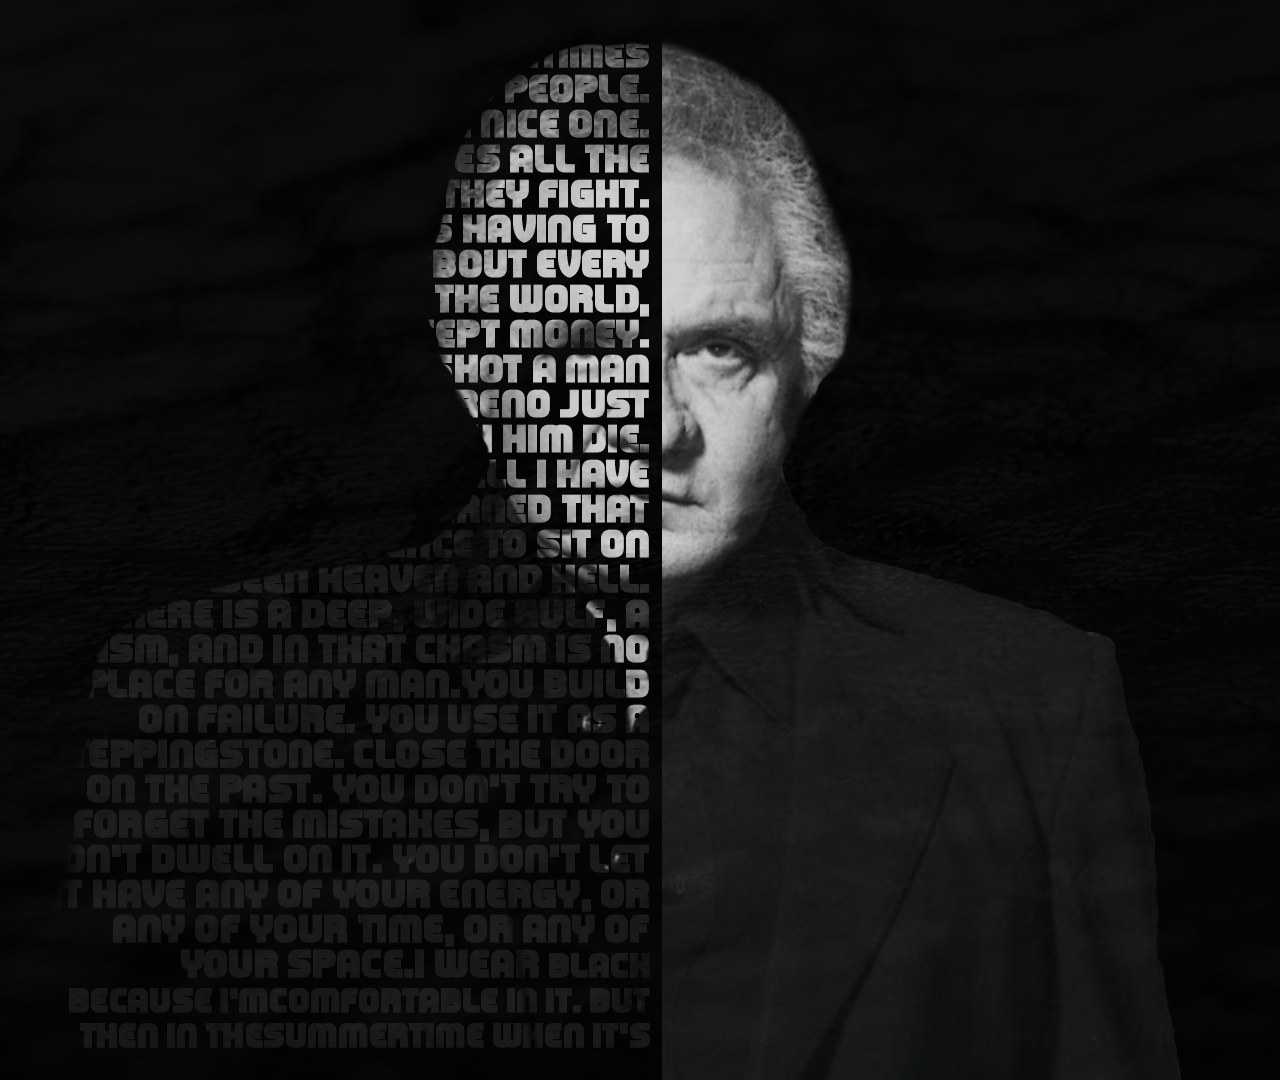 TIMES
PEOPLE.
NICE ONE.
ES ALL THE
THEY FIGHT.
S HAVING TO
BOUT EVERY
THE WORLD,
EPT MONEY.
SHOT A MAN
RENO JUST
HIM DIE.
LL I HAVE
RNED THAT
NCE TO SIT ON
EEN HEAVEN AND HELL.
HERE IS A DEEP, WIDE GULF, A
ASM, AND IN THAT CHASM IS NO
PLACE FOR ANY MAN.YOU BUILD
ON FAILURE. YOU USE IT AS A
EPPINGSTONE. CLOSE THE DOOR
ON THE PAST. YOU DON'T TRY TO
FORGET THE MISTAKES, BUT YOU
ON'T DWELL ON IT. YOU DON'T LET
T HAVE ANY OF YOUR ENERGY, OR
ANY OF YOUR TIME, OR ANY OF
YOUR SPACE.I WEAR BLACK
BECAUSE I'MCOMFORTABLE IN IT. BUT
THEN IN THESUMMERTIME WHEN IT'S